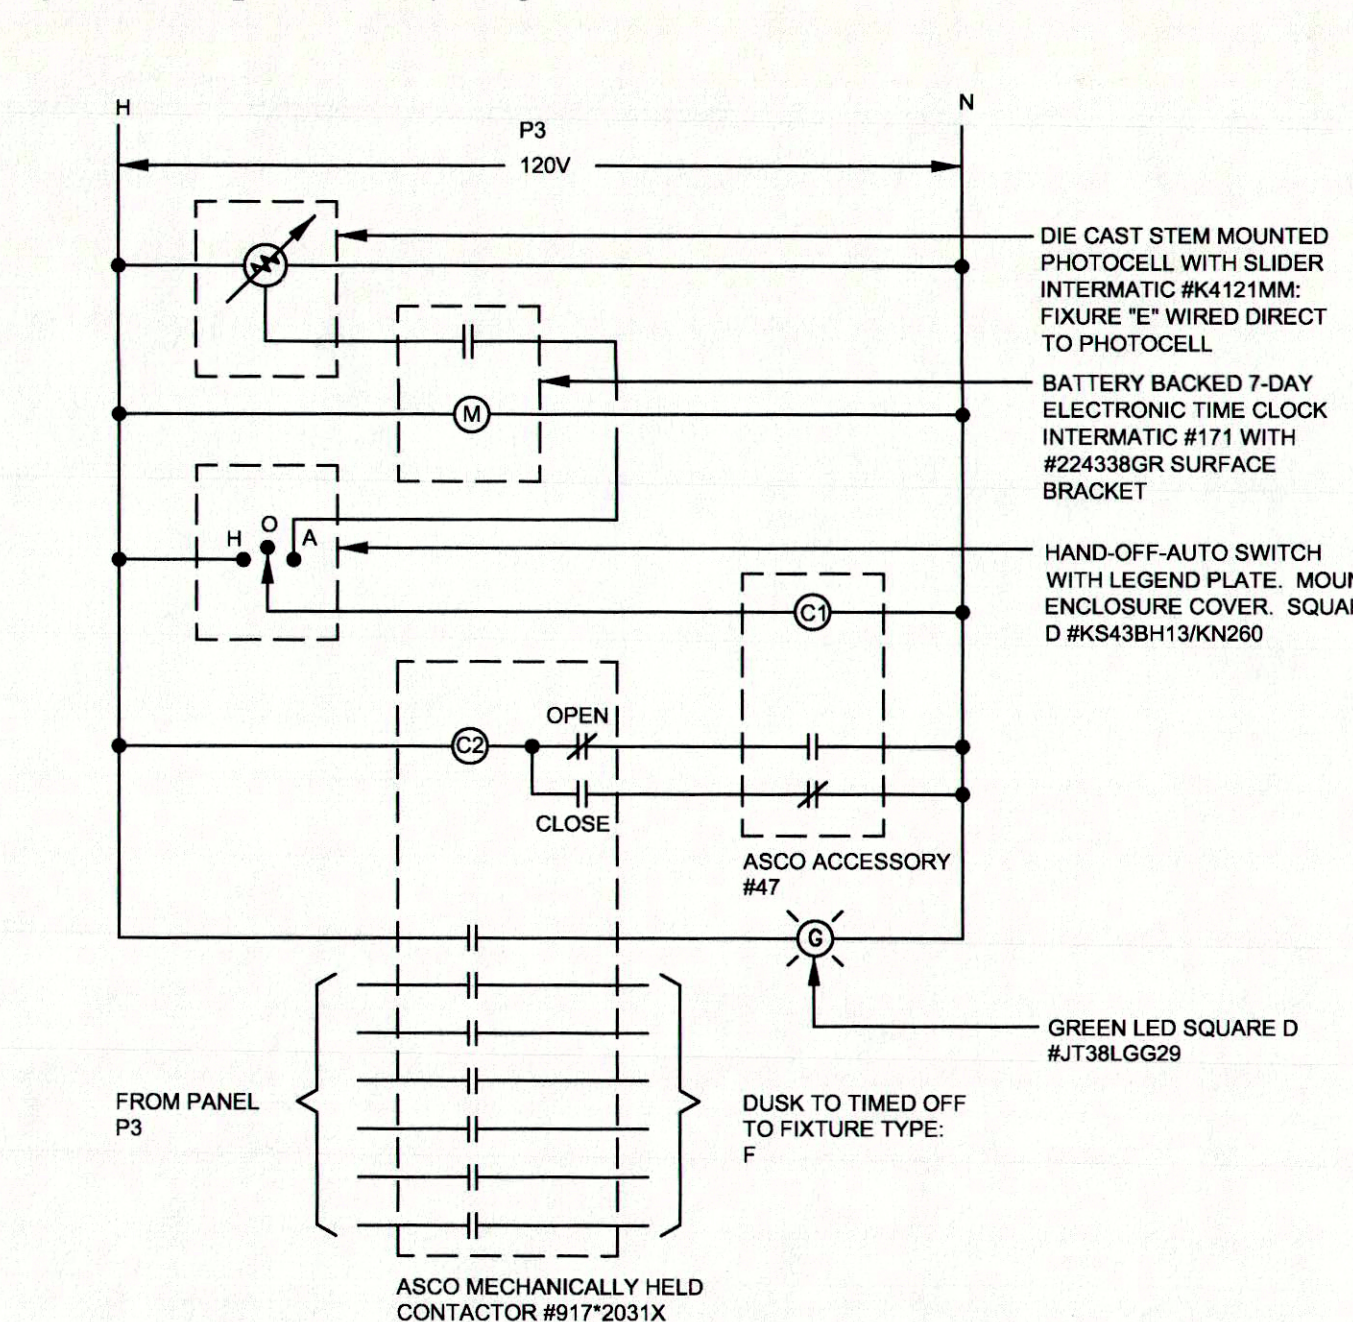 H
N
P3
120V
DIE CAST STEM MOUNTED
PHOTOCELL WITH SLIDER
INTERMATIC #K4121MM:
FIXURE "E" WIRED DIRECT
TO PHOTOCELL
BATTERY BACKED 7-DAY
ELECTRONIC TIME CLOCK
INTERMATIC #171 WITH
#224338GR SURFACE
BRACKET
M
H O A
HAND-OFF-AUTO SWITCH
WITH LEGEND PLATE. MOUN
ENCLOSURE COVER. SQUAR
D #KS43BH13/KN260
C1
OPEN
C2
CLOSE
ASCO ACCESSORY
#47
G
GREEN LED SQUARE D
#JT38LGG29
FROM PANEL
P3
DUSK TO TIMED OFF
TO FIXTURE TYPE:
F
ASCO MECHANICALLY HELD
CONTACTOR #917*2031X